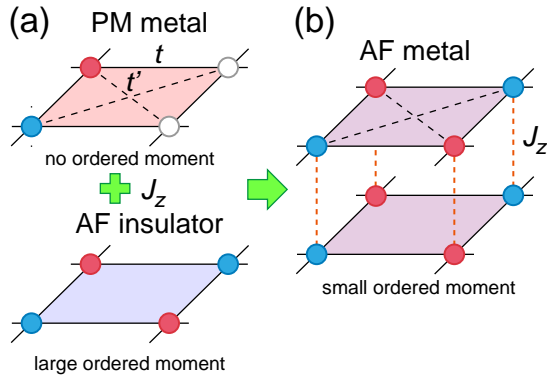 (a)
PM metal
t
t'
no ordered moment
J_z
AF insulator
large ordered moment
(b)
AF metal
J_z
small ordered moment